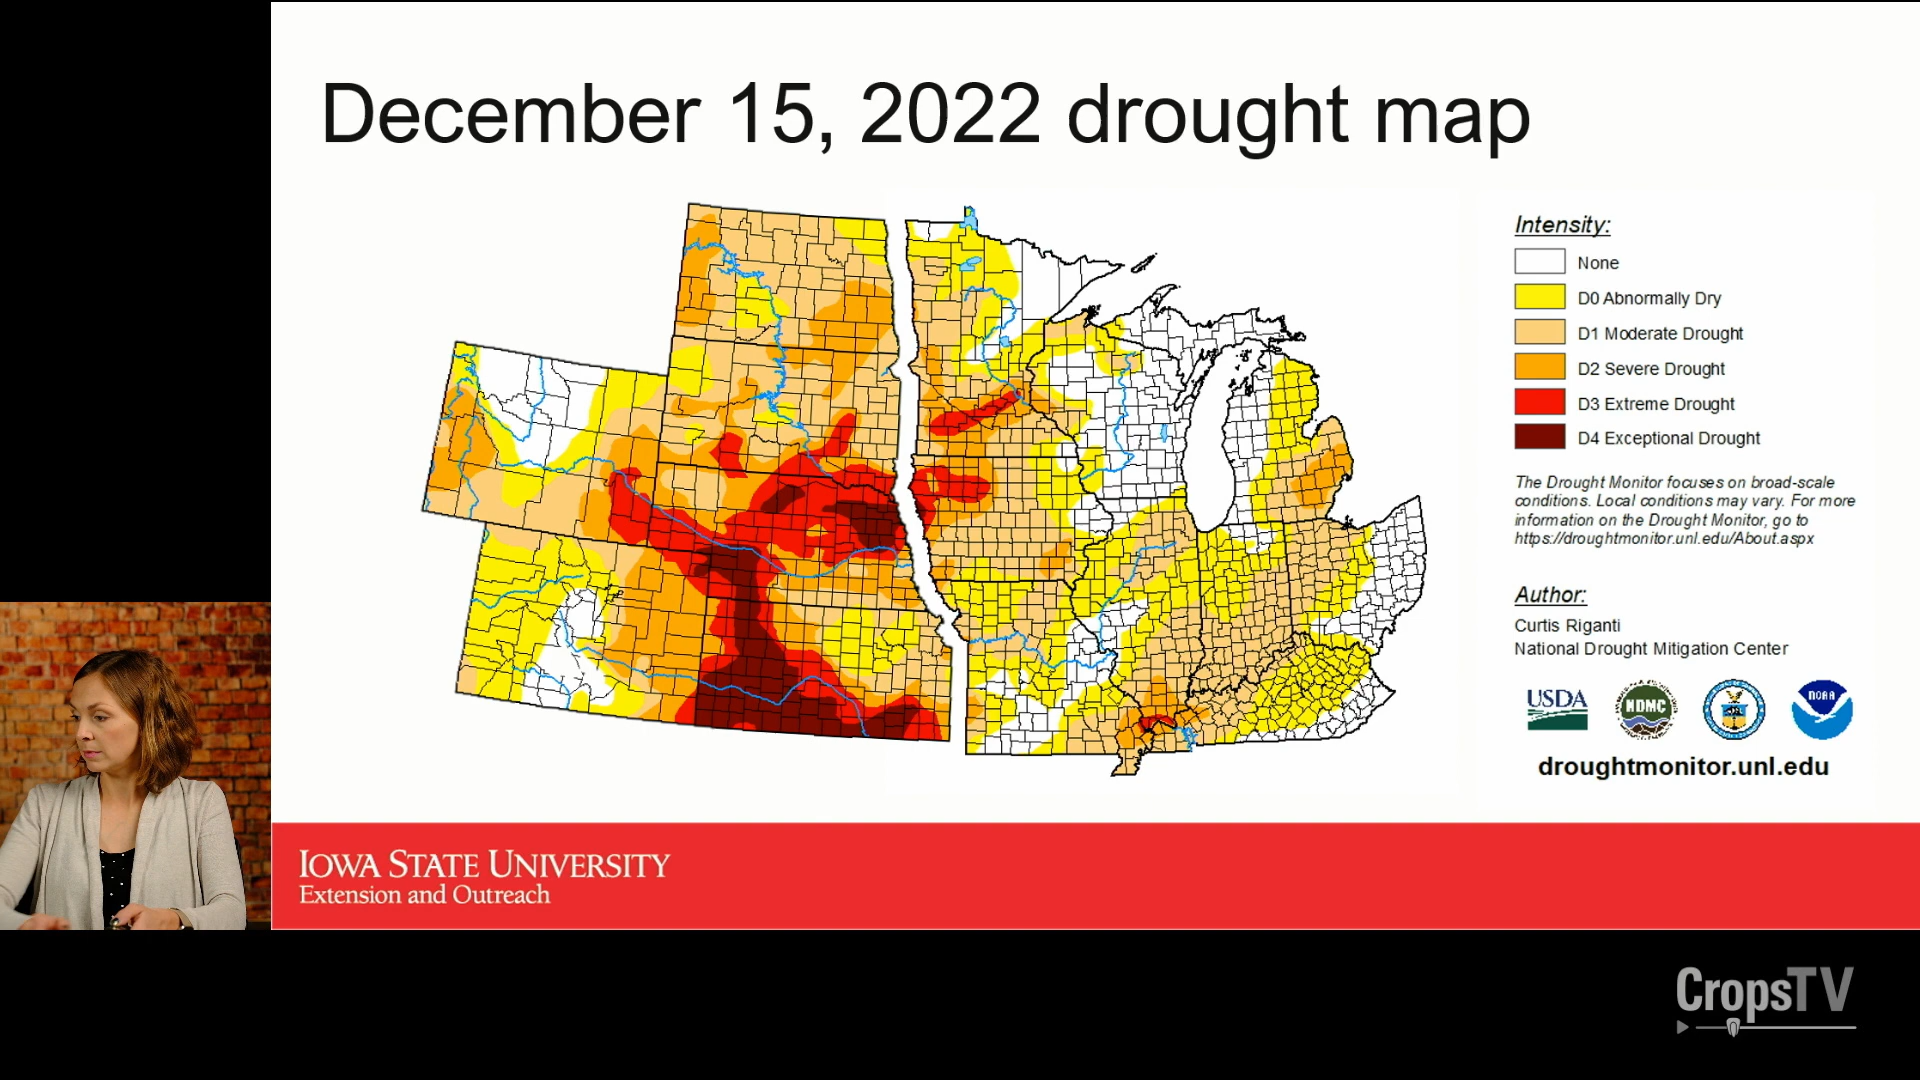 December 15, 2022 drought map
Intensity:
None
D0 Abnormally Dry
D1 Moderate Drought
D2 Severe Drought
D3 Extreme Drought
D4 Exceptional Drought
The Drought Monitor focuses on broad-scale
conditions. Local conditions may vary. For more
information on the Drought Monitor, go to
https://droughtmonitor.unl.edu/About.aspx
Author:
Curtis Riganti
National Drought Mitigation Center
USDA
NDMC
NOAA
droughtmonitor.unl.edu
IOWA STATE UNIVERSITY
Extension and Outreach
CropsTV